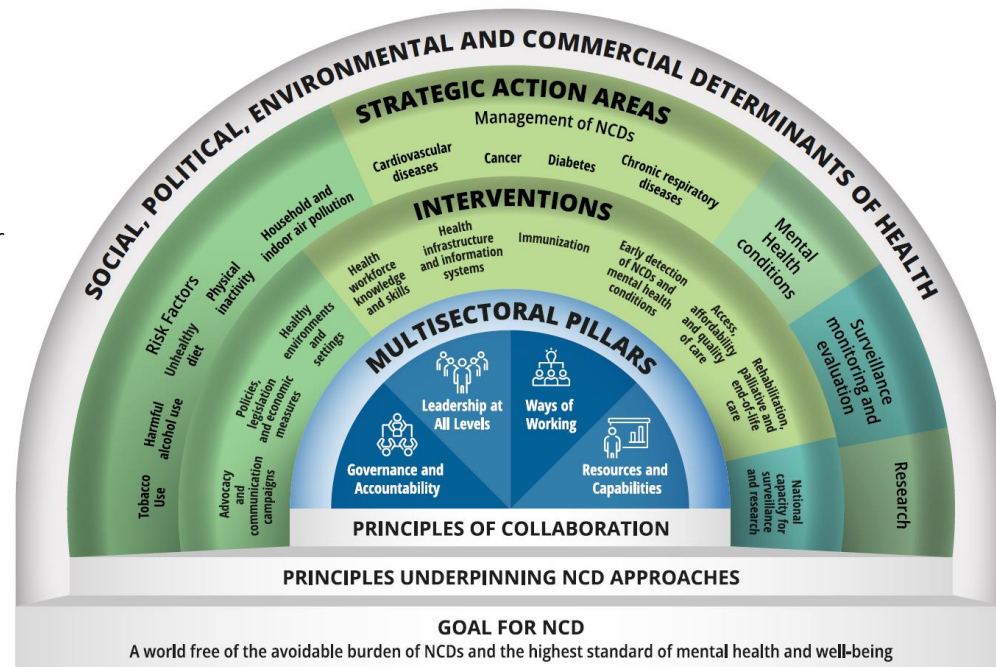 SOCIAL, POLITICAL, ENVIRONMENTAL AND COMMERCIAL DETERMINANTS OF HEALTH
STRATEGIC ACTION AREAS
Risk Factors
Tobacco
Use
Harmful
alcohol use
Unhealthy
diet
Physical
inactivity
Household and
indoor air pollution
Management of NCDs
Cardiovascular
diseases
Cancer
Diabetes
Chronic respiratory
diseases
Mental
Health
conditions
Surveillance
monitoring and
evaluation
Research
INTERVENTIONS
Advocacy
and
communication
campaigns
Policies,
legislation
and economic
measures
Healthy
environments
and
settings
Health
workforce
knowledge
and skills
Health
infrastructure
and information
systems
Immunization
Early detection
of NCDs and
mental health
conditions
Access,
affordability
and quality
of care
Rehabilitation,
palliative and
end-of-life
care
National
capacity for
surveillance
and research
MULTISECTORAL PILLARS
Governance and
Accountability
Leadership at
All Levels
Ways of
Working
Resources and
Capabilities
PRINCIPLES OF COLLABORATION
PRINCIPLES UNDERPINNING NCD APPROACHES
GOAL FOR NCD
A world free of the avoidable burden of NCDs and the highest standard of mental health and well-being